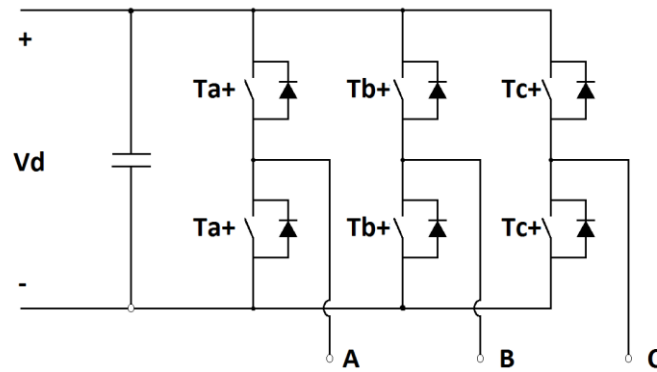 +
Ta+ Tb+ Tc+
Vd
Ta+ Tb+ Tc+
-
A B C